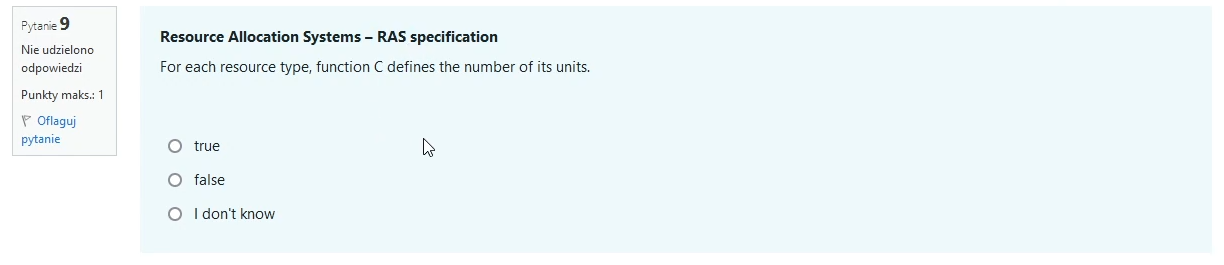 Pytanie 9
Nie udzielono
odpowiedzi
Punkty maks.: 1
Oflaguj
pytanie
Resource Allocation Systems – RAS specification
For each resource type, function C defines the number of its units.
true
false
I don't know